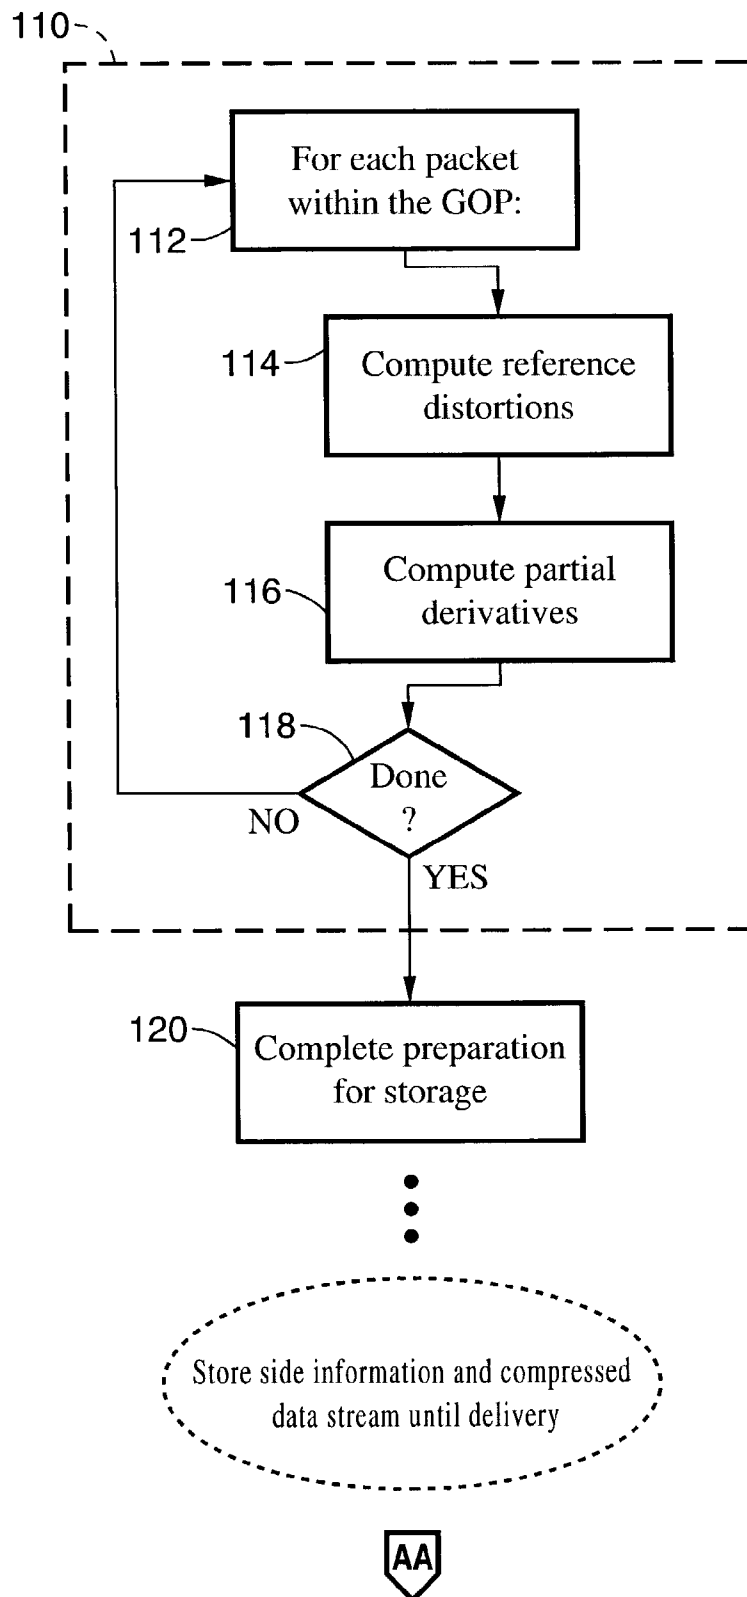 110
For each packet
within the GOP:
112
114
Compute reference
distortions
116
Compute partial
derivatives
118
Done
?
NO
YES
120
Complete preparation
for storage
Store side information and compressed
data stream until delivery
AA